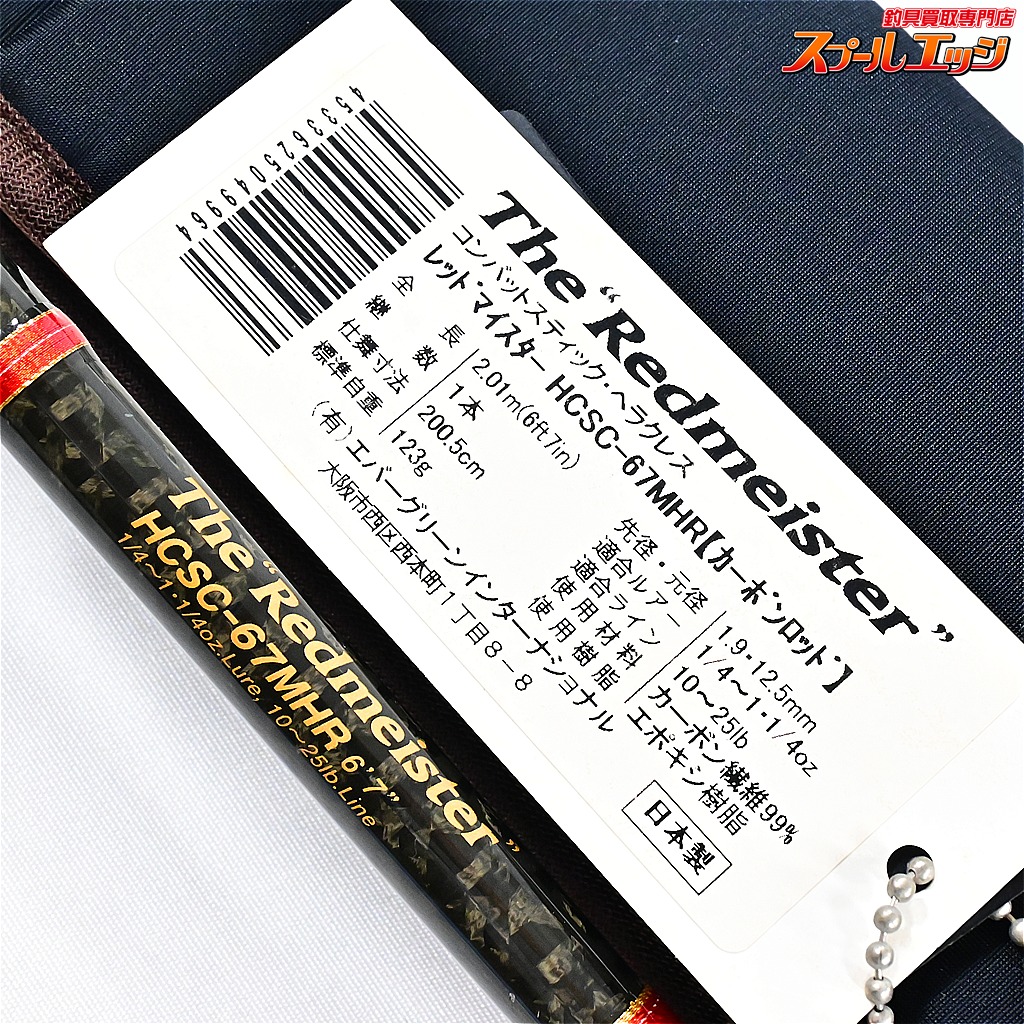 釣具買取専門店
スプールエッジ
4533625049964
The “Redmeister”
コンバットスティック・ヘラクレス
レッド・マイスター HCSC-67MHR【カーボンロッド】
全長 2.01m(6ft7in)
継数 1本
仕舞寸法 200.5cm
標準自重 123g
先径・元径 1.9・12.5mm
適合ルアー 1/4〜1・1/4oz
適合ライン 10〜25lb
使用材料 カーボン繊維99%
使用樹脂 エポキシ樹脂
(有)エバーグリーンインターナショナル
大阪市西区西本町1丁目8-8
日本製
The “Redmeister”
HCSC-67MHR 6'7”
1/4〜1・1/4oz.Lure, 10〜25lb.Line